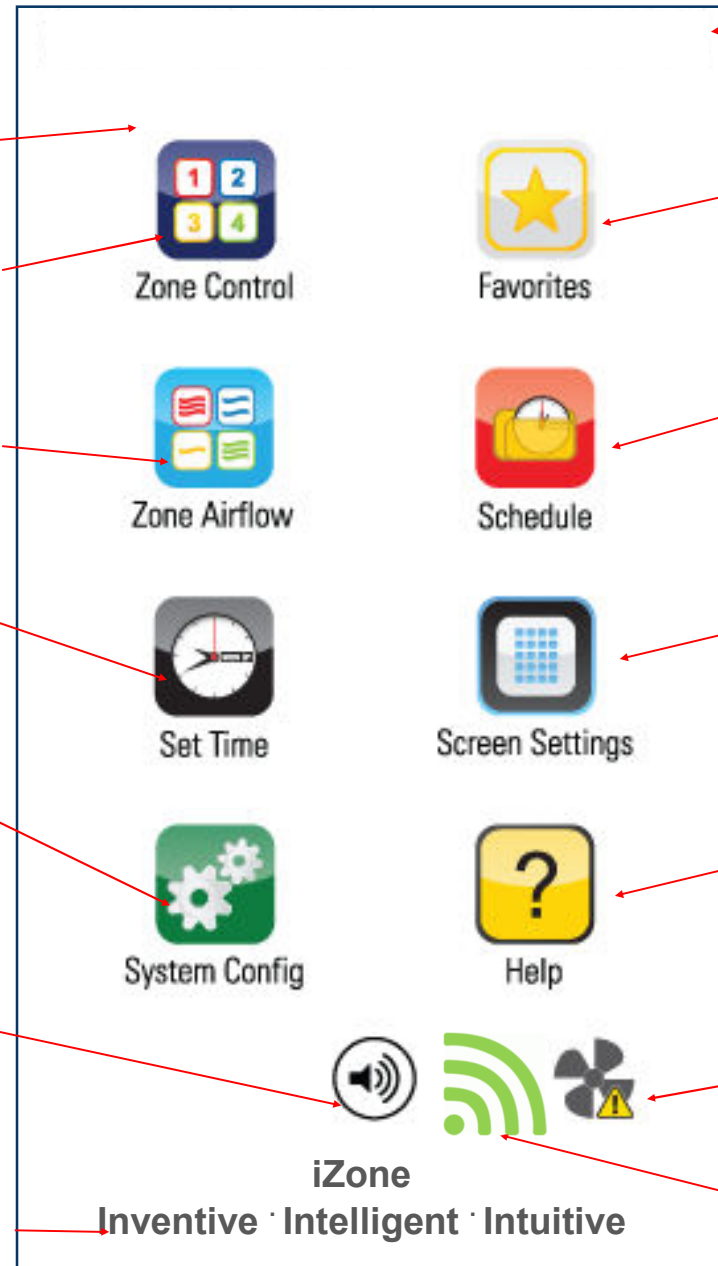 1 2
3 4
Zone Control
Favorites
Zone Airflow
Schedule
Set Time
Screen Settings
?
System Config
Help
iZone
Inventive · Intelligent · Intuitive